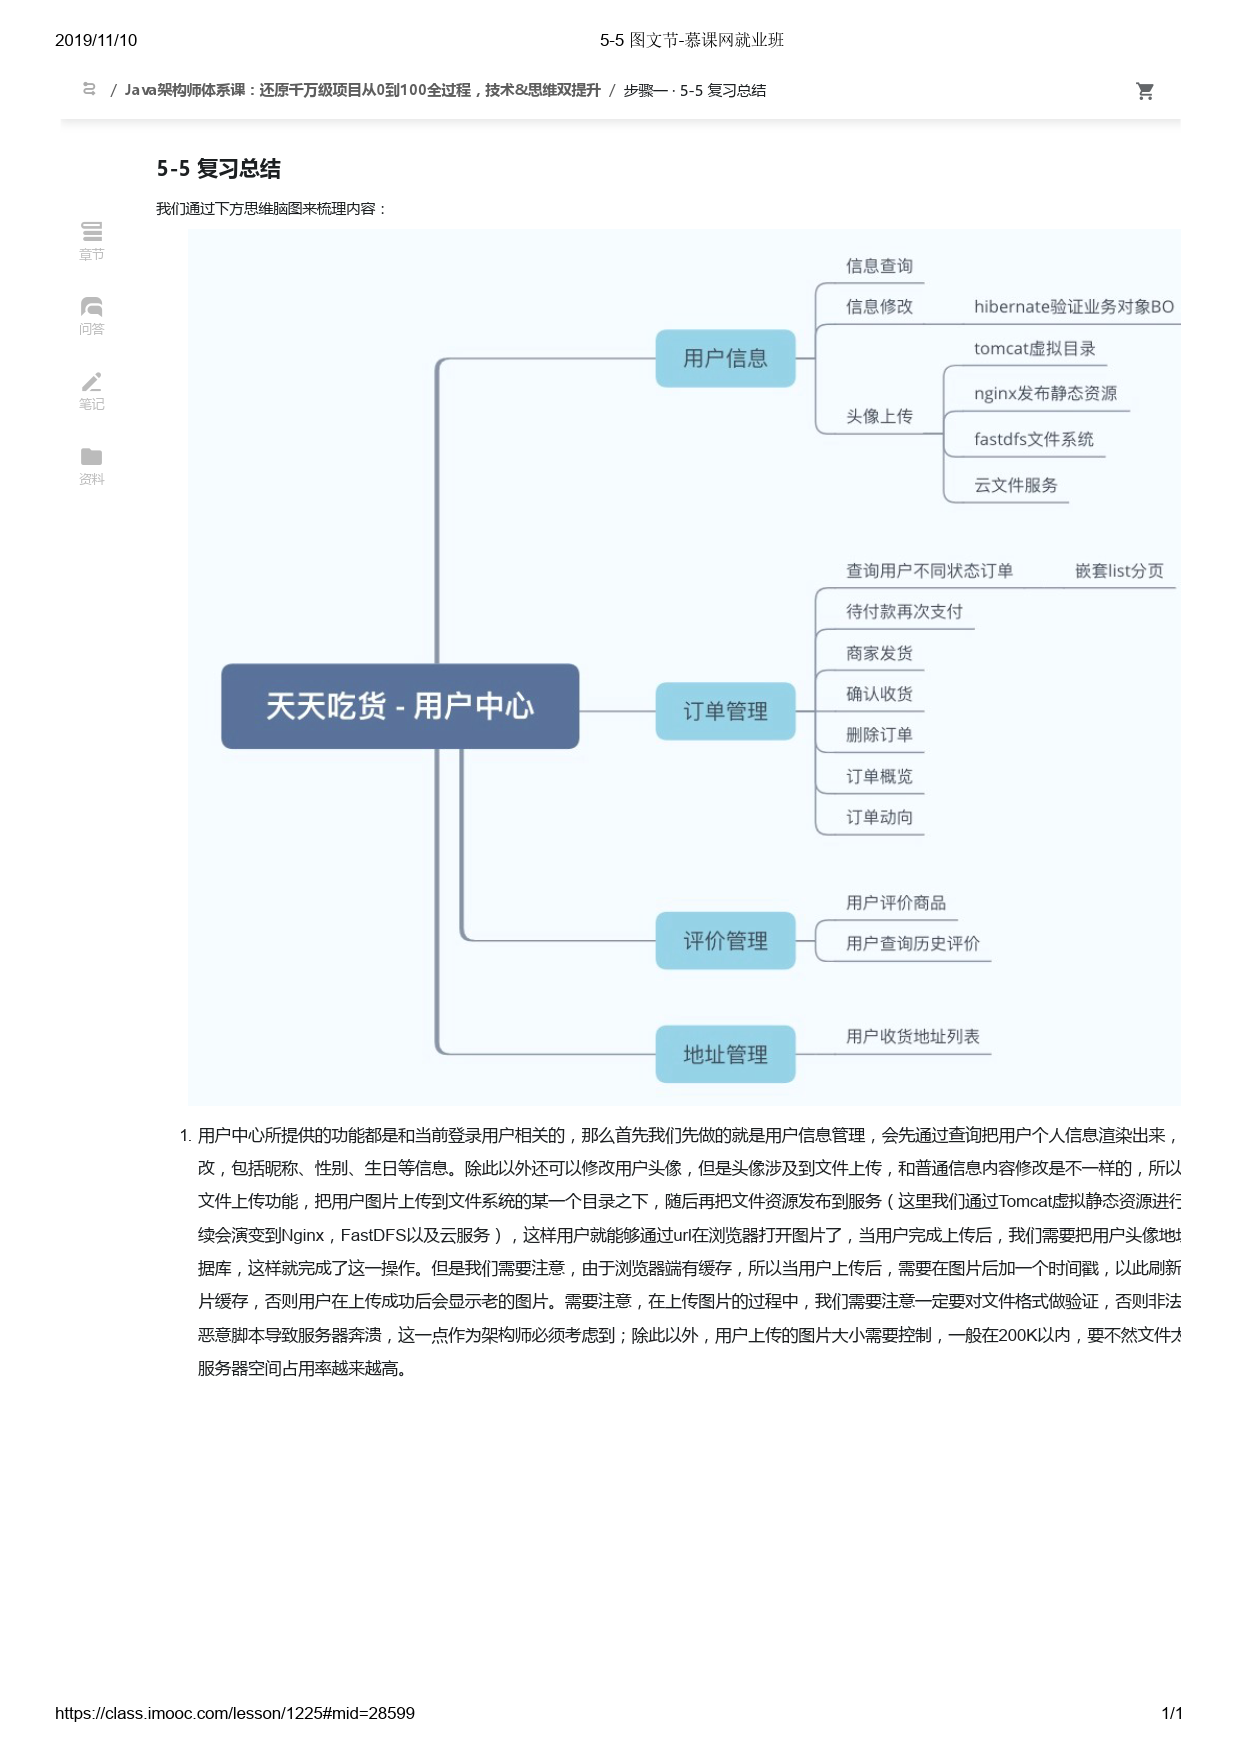 2019/11/10
5-5 图文节-慕课网就业班
/ Java架构师体系课：还原千万级项目从0到100全过程，技术&思维双提升 / 步骤一 · 5-5 复习总结
5-5 复习总结
我们通过下方思维脑图来梳理内容：
章节
问答
笔记
资料
天天吃货 - 用户中心
用户信息
信息查询
信息修改
hibernate验证业务对象BO
头像上传
tomcat虚拟目录
nginx发布静态资源
fastdfs文件系统
云文件服务
订单管理
查询用户不同状态订单
嵌套list分页
待付款再次支付
商家发货
确认收货
删除订单
订单概览
订单动向
评价管理
用户评价商品
用户查询历史评价
地址管理
用户收货地址列表
1. 用户中心所提供的功能都是和当前登录用户相关的，那么首先我们先做的就是用户信息管理，会先通过查询把用户个人信息渲染出来，
改，包括昵称、性别、生日等信息。除此以外还可以修改用户头像，但是头像涉及到文件上传，和普通信息内容修改是不一样的，所以
文件上传功能，把用户图片上传到文件系统的某一个目录之下，随后再把文件资源发布到服务（这里我们通过Tomcat虚拟静态资源进行
续会演变到Nginx，FastDFS以及云服务），这样用户就能够通过url在浏览器打开图片了，当用户完成上传后，我们需要把用户头像地
据库，这样就完成了这一操作。但是我们需要注意，由于浏览器端有缓存，所以当用户上传后，需要在图片后加一个时间戳，以此刷新
片缓存，否则用户在上传成功后会显示老的图片。需要注意，在上传图片的过程中，我们需要注意一定要对文件格式做验证，否则非法
恶意脚本导致服务器奔溃，这一点作为架构师必须考虑到；除此以外，用户上传的图片大小需要控制，一般在200K以内，要不然文件
服务器空间占用率越来越高。
https://class.imooc.com/lesson/1225#mid=28599
1/1